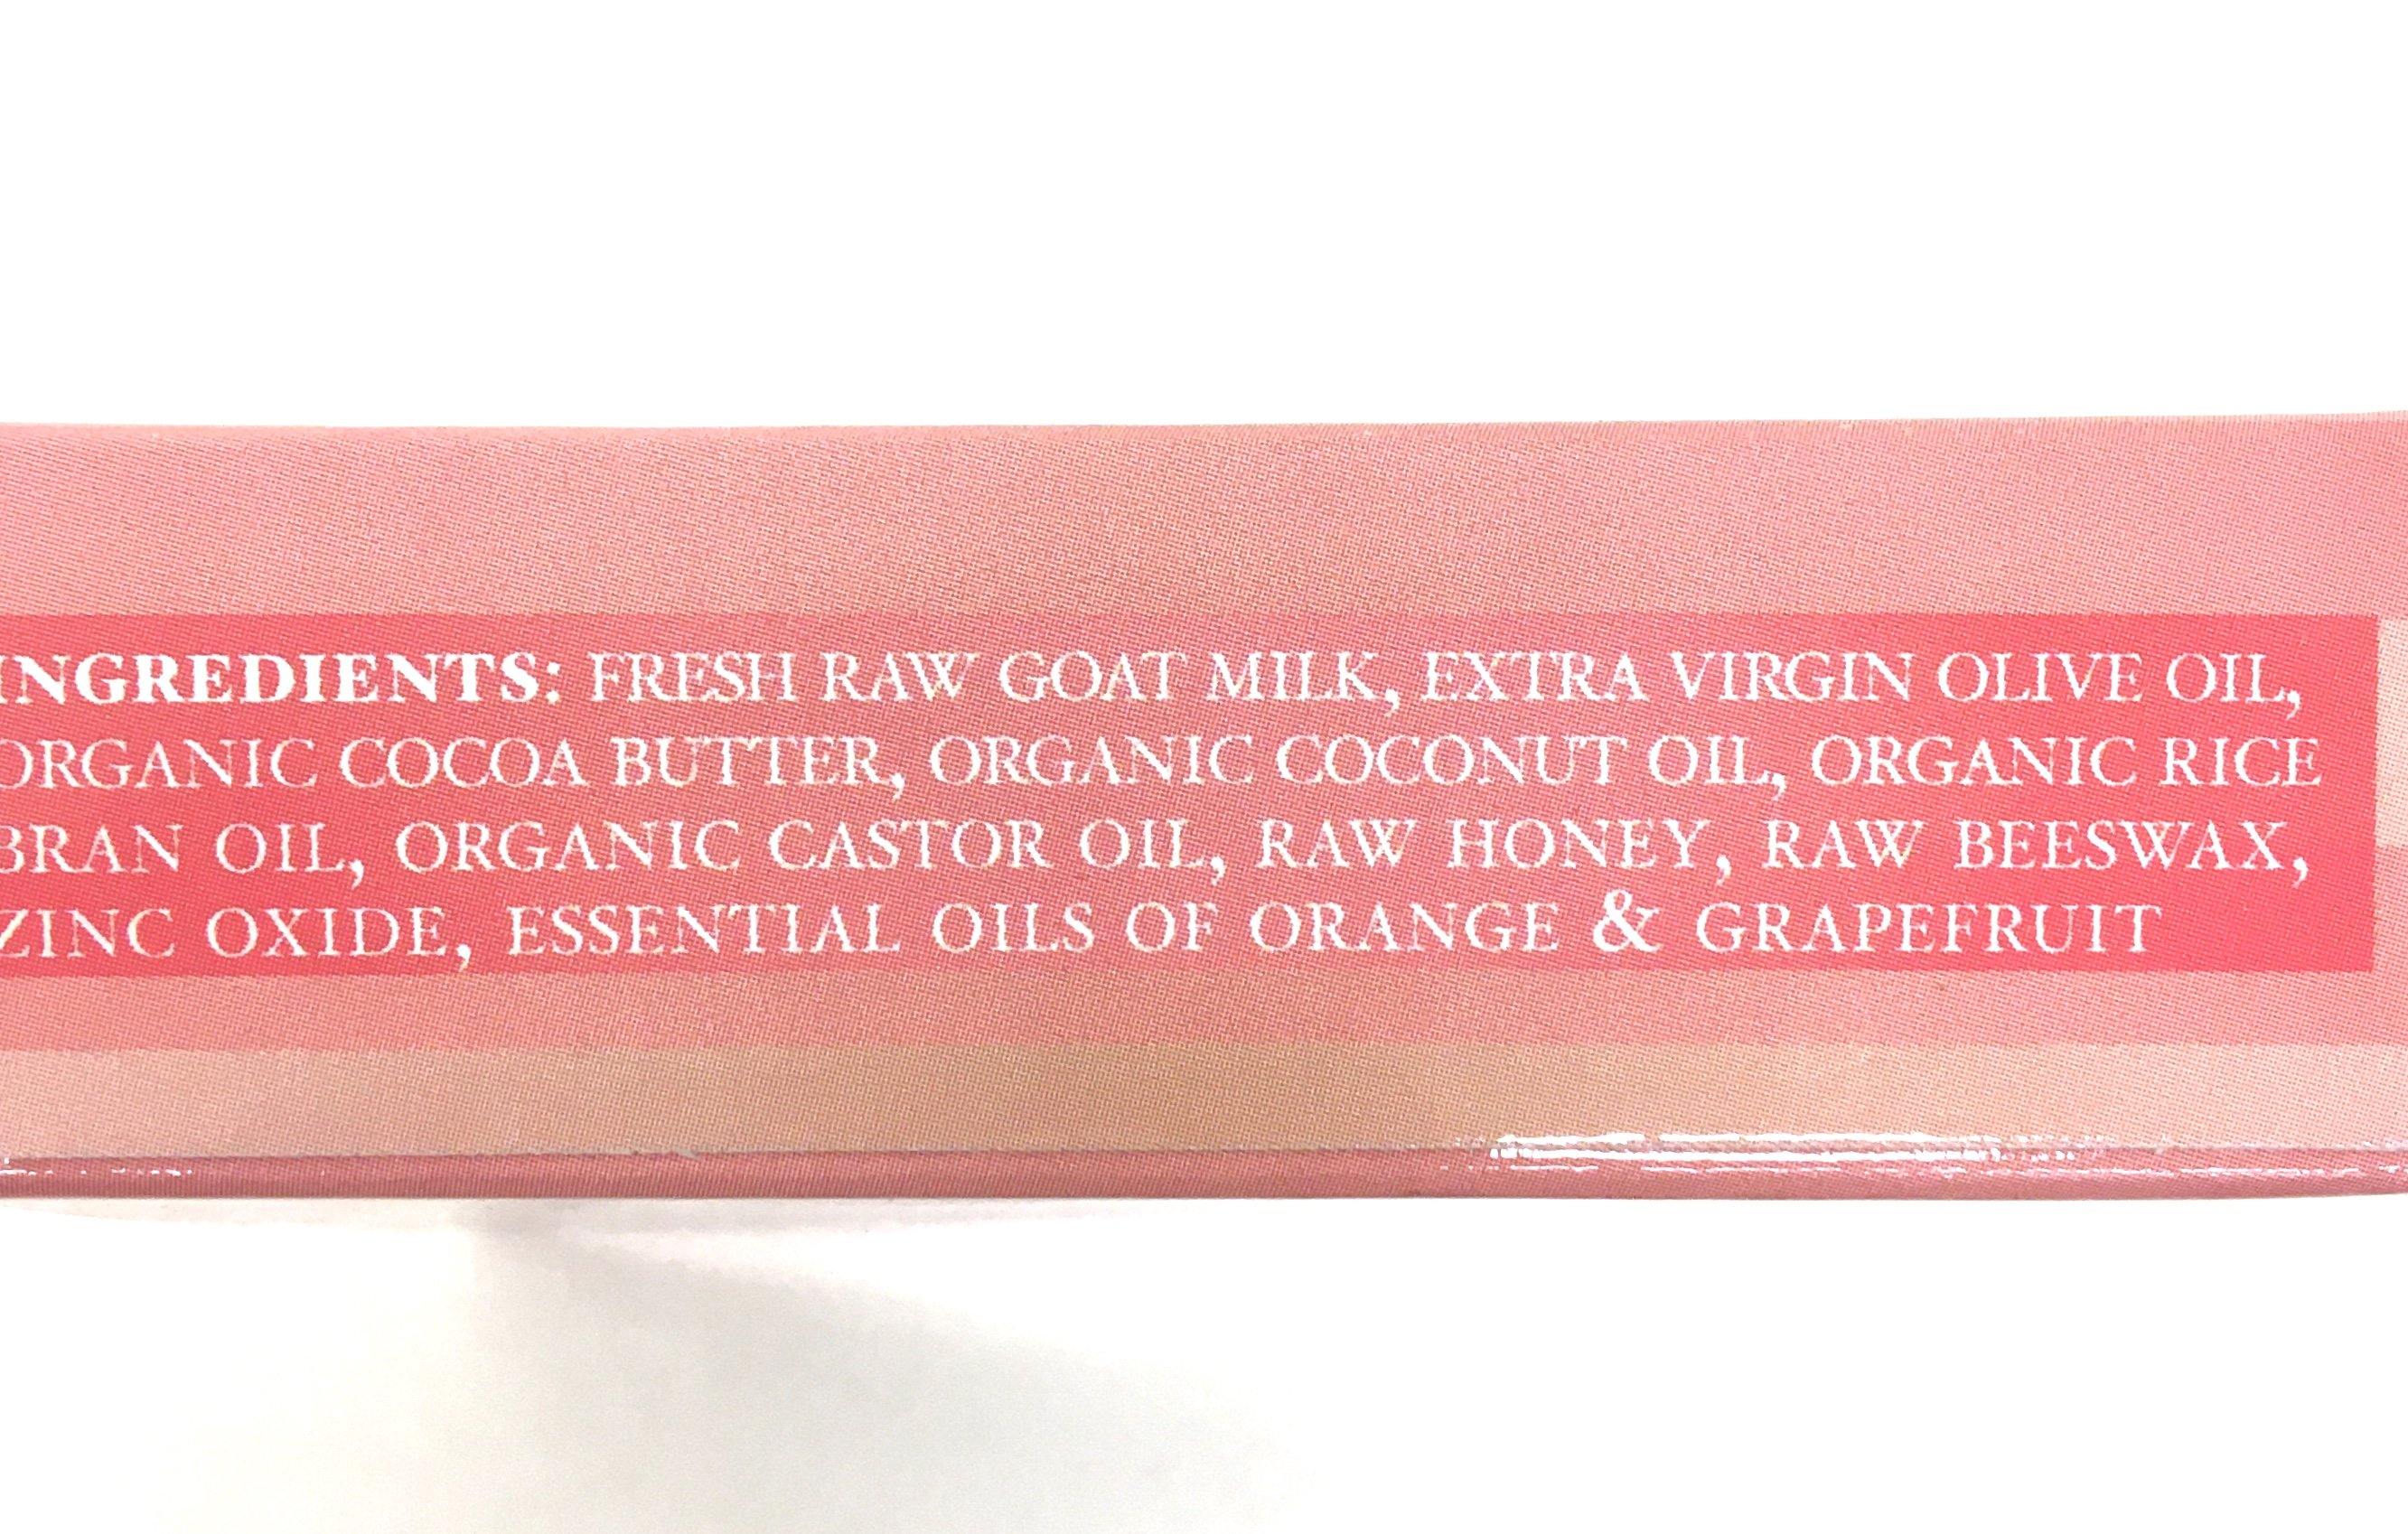 INGREDIENTS: FRESH RAW GOAT MILK, EXTRA VIRGIN OLIVE OIL,
ORGANIC COCOA BUTTER, ORGANIC COCONUT OIL, ORGANIC RICE
BRAN OIL, ORGANIC CASTOR OIL, RAW HONEY, RAW BEESWAX,
ZINC OXIDE, ESSENTIAL OILS OF ORANGE & GRAPEFRUIT